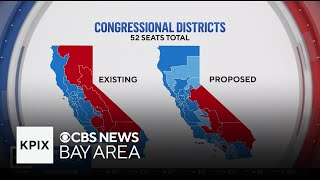 CONGRESSIONAL DISTRICTS
52 SEATS TOTAL
EXISTING
PROPOSED
KPIX
CBS NEWS
BAY AREA